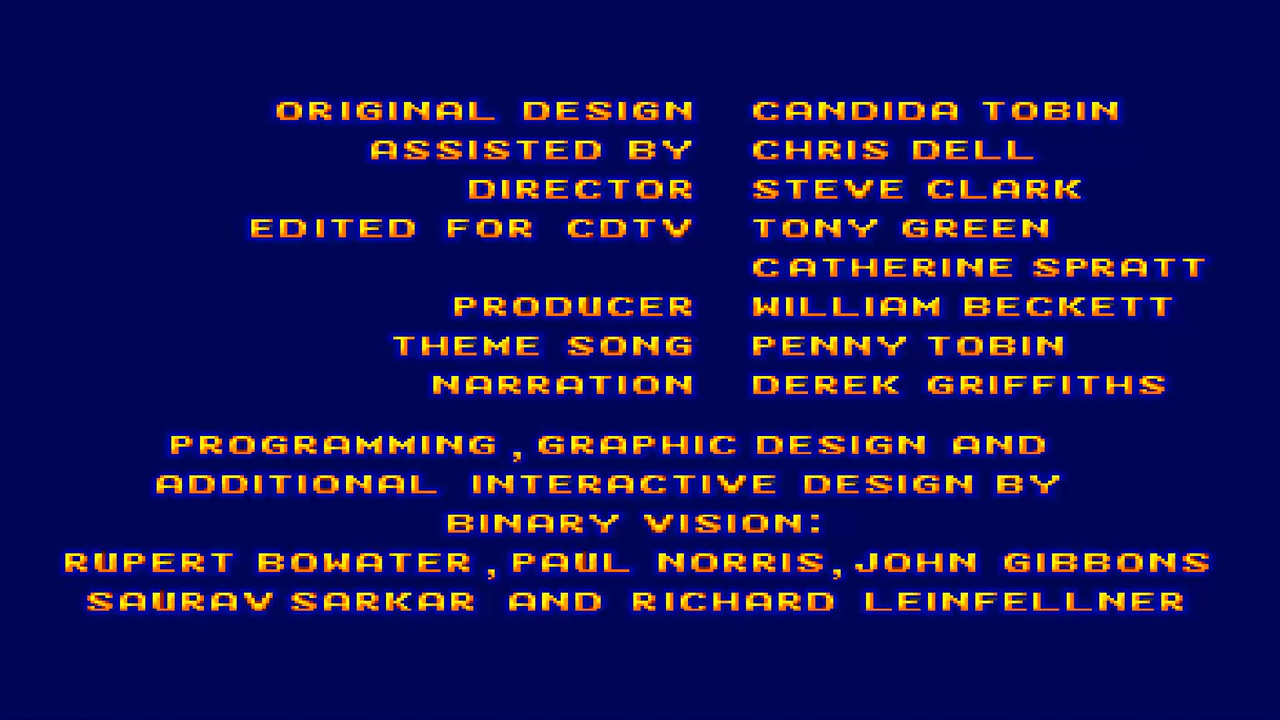 ORIGINAL DESIGN CANDIDA TOBIN
ASSISTED BY CHRIS DELL
DIRECTOR STEVE CLARK
EDITED FOR CDTV TONY GREEN
CATHERINE SPRATT
PRODUCER WILLIAM BECKETT
THEME SONG PENNY TOBIN
NARRATION DEREK GRIFFITHS
PROGRAMMING,GRAPHIC DESIGN AND
ADDITIONAL INTERACTIVE DESIGN BY
BINARY VISION:
RUPERT BOWATER,PAUL NORRIS,JOHN GIBBONS
SAURAV SARKAR AND RICHARD LEINFELLNER